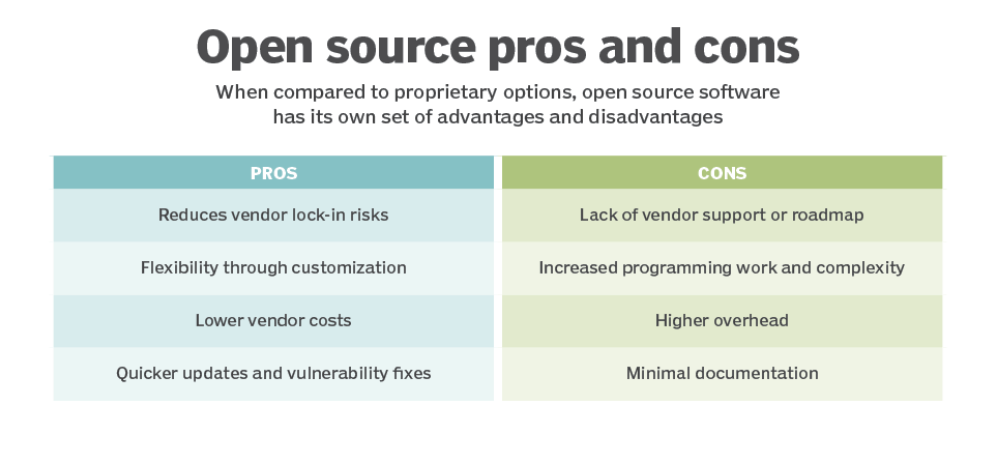 Open source pros and cons
When compared to proprietary options, open source software
has its own set of advantages and disadvantages
PROS
CONS
Reduces vendor lock-in risks
Lack of vendor support or roadmap
Flexibility through customization
Increased programming work and complexity
Lower vendor costs
Higher overhead
Quicker updates and vulnerability fixes
Minimal documentation